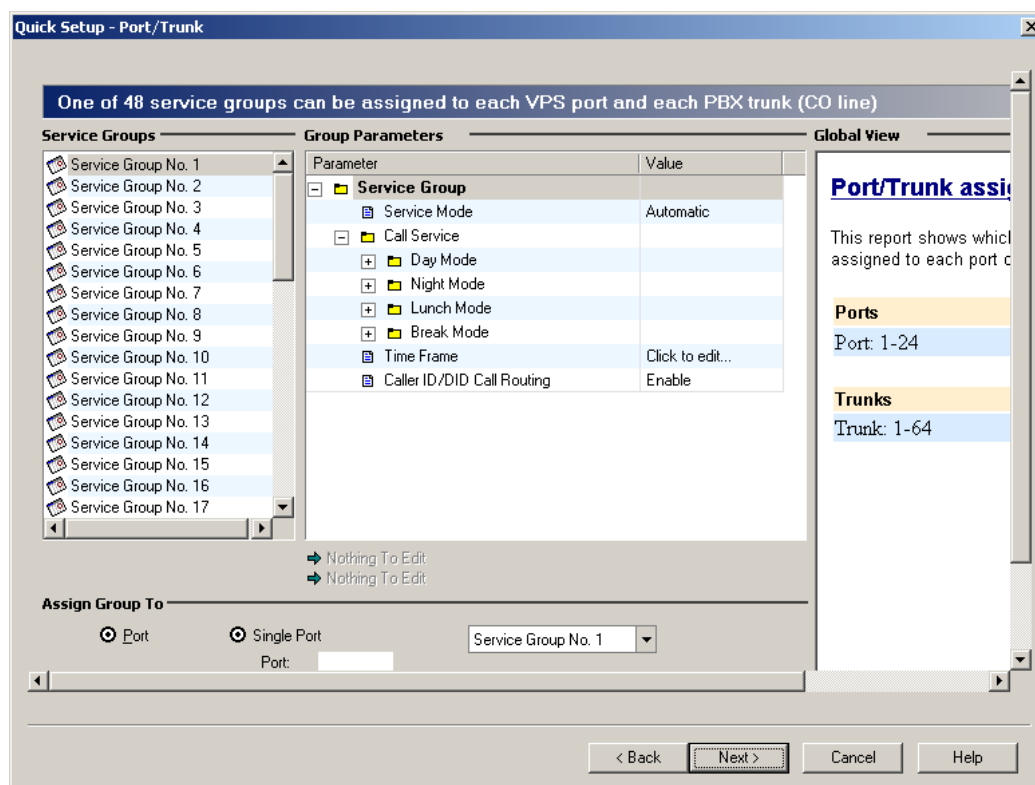 Quick Setup - Port/Trunk
One of 48 service groups can be assigned to each VPS port and each PBX trunk (CO line)
Service Groups
Service Group No. 1
Service Group No. 2
Service Group No. 3
Service Group No. 4
Service Group No. 5
Service Group No. 6
Service Group No. 7
Service Group No. 8
Service Group No. 9
Service Group No. 10
Service Group No. 11
Service Group No. 12
Service Group No. 13
Service Group No. 14
Service Group No. 15
Service Group No. 16
Service Group No. 17
Group Parameters
Parameter Value
Service Group
Service Mode Automatic
Call Service
Day Mode
Night Mode
Lunch Mode
Break Mode
Time Frame Click to edit...
Caller ID/DID Call Routing Enable
Nothing To Edit
Nothing To Edit
Global View
Port/Trunk assi
This report shows whicl
assigned to each port o
Ports
Port: 1-24
Trunks
Trunk: 1-64
Assign Group To
Port Single Port Service Group No. 1
Port:
< Back Next > Cancel Help